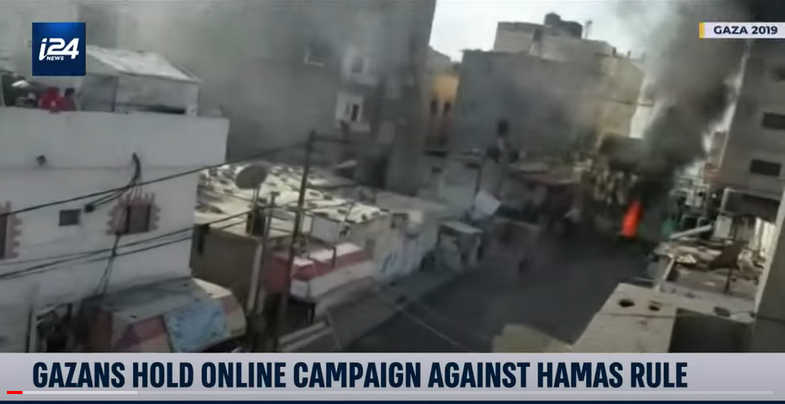 i24
NEWS
GAZA 2019
GAZANS HOLD ONLINE CAMPAIGN AGAINST HAMAS RULE